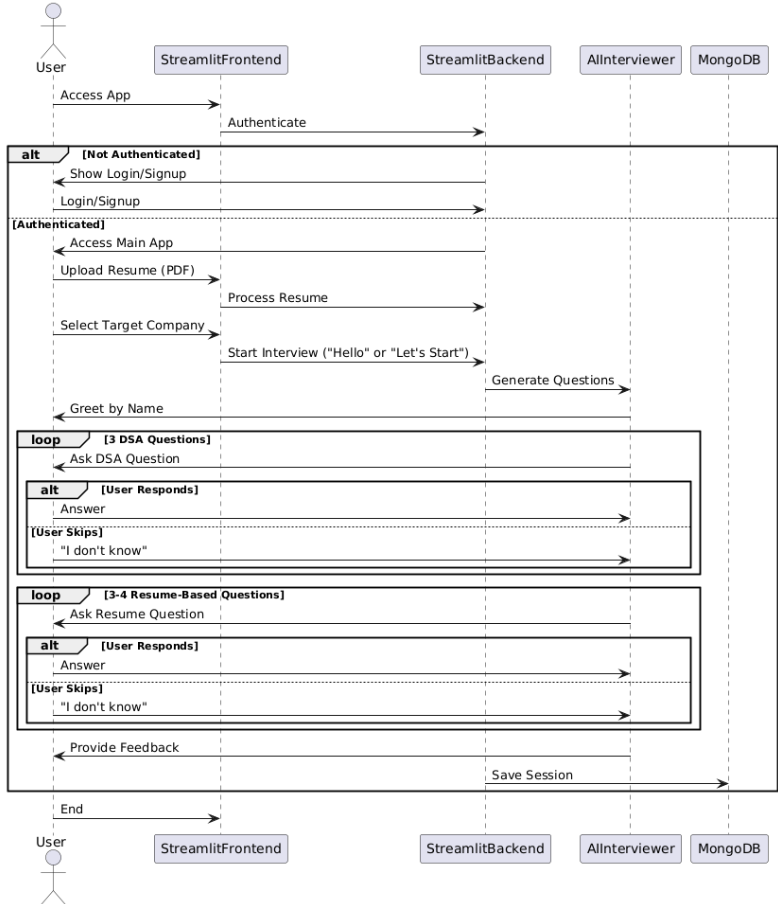 User
StreamlitFrontend
StreamlitBackend
AIInterviewer
MongoDB
Access App
Authenticate
alt
[Not Authenticated]
Show Login/Signup
Login/Signup
[Authenticated]
Access Main App
Upload Resume (PDF)
Process Resume
Select Target Company
Start Interview ("Hello" or "Let's Start")
Generate Questions
Greet by Name
loop
[3 DSA Questions]
Ask DSA Question
alt
[User Responds]
Answer
[User Skips]
"I don't know"
loop
[3-4 Resume-Based Questions]
Ask Resume Question
alt
[User Responds]
Answer
[User Skips]
"I don't know"
Provide Feedback
Save Session
End
User
StreamlitFrontend
StreamlitBackend
AIInterviewer
MongoDB